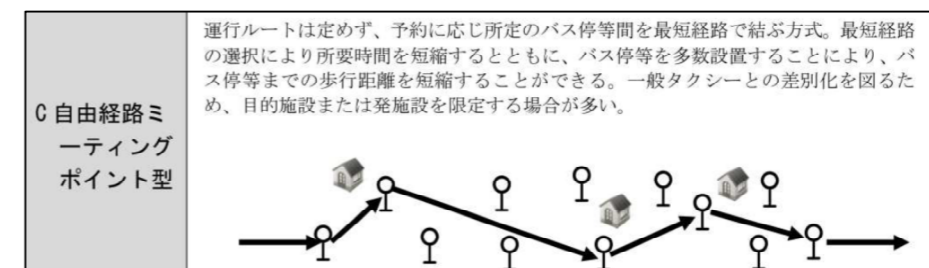 C自由経路ミ
ーティング
ポイント型
運行ルートは定めず、予約に応じ所定のバス停等間を最短経路で結ぶ方式。最短経路
の選択により所要時間を短縮するとともに、バス停等を多数設置することにより、バ
ス停等までの歩行距離を短縮することができる。一般タクシーとの差別化を図るた
め、目的施設または発施設を限定する場合が多い。